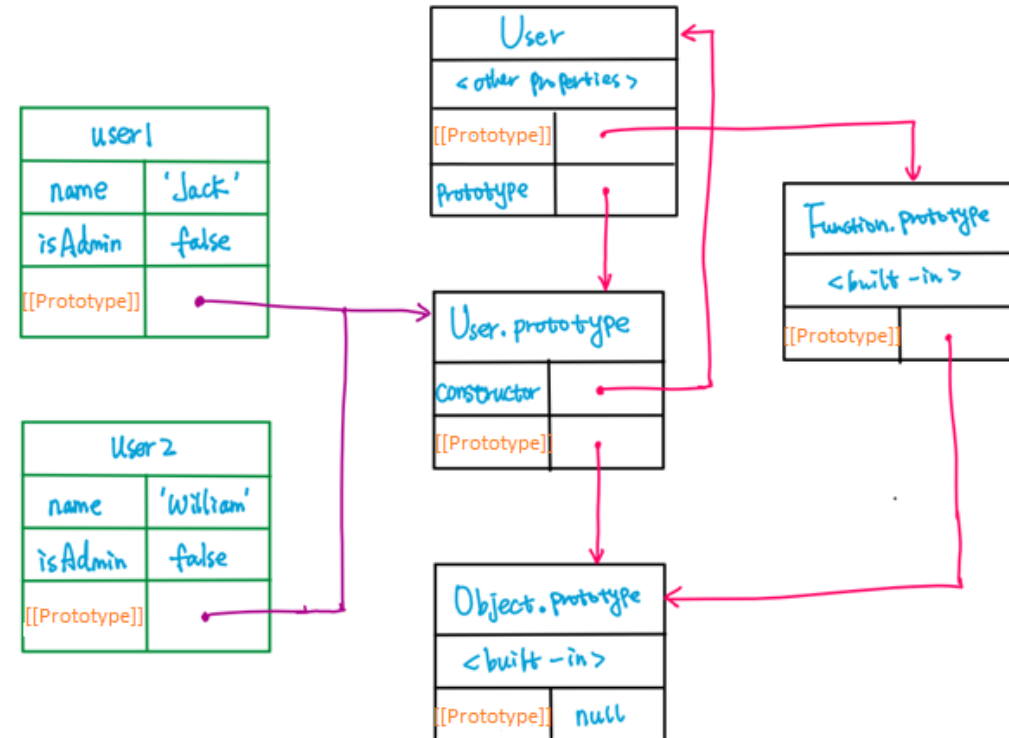 User
<other properties>
[[Prototype]]
Prototype
user1
name 'Jack'
isAdmin false
[[Prototype]]
Function.prototype
<built-in>
[[Prototype]]
User.prototype
constructor
[[Prototype]]
User2
name 'William'
isAdmin false
[[Prototype]]
Object.prototype
<built-in>
[[Prototype]] null